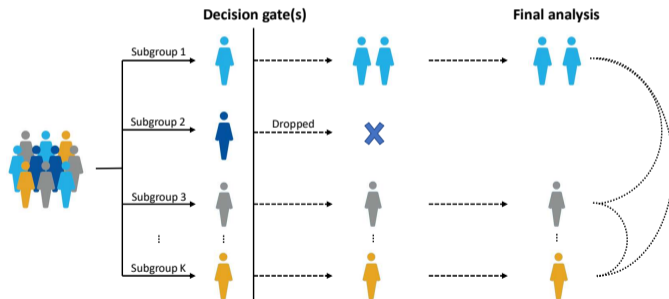 Decision gate(s)
Final analysis
Subgroup 1
Subgroup 2
Dropped
Subgroup 3
Subgroup K